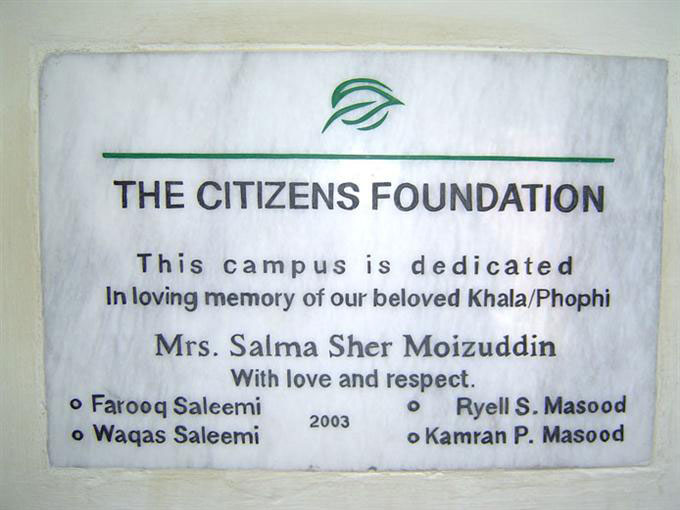 THE CITIZENS FOUNDATION
This campus is dedicated
In loving memory of our beloved Khala/Phophi
Mrs. Salma Sher Moizuddin
With love and respect.
Farooq Saleemi Ryell S. Masood
2003
Waqas Saleemi Kamran P. Masood